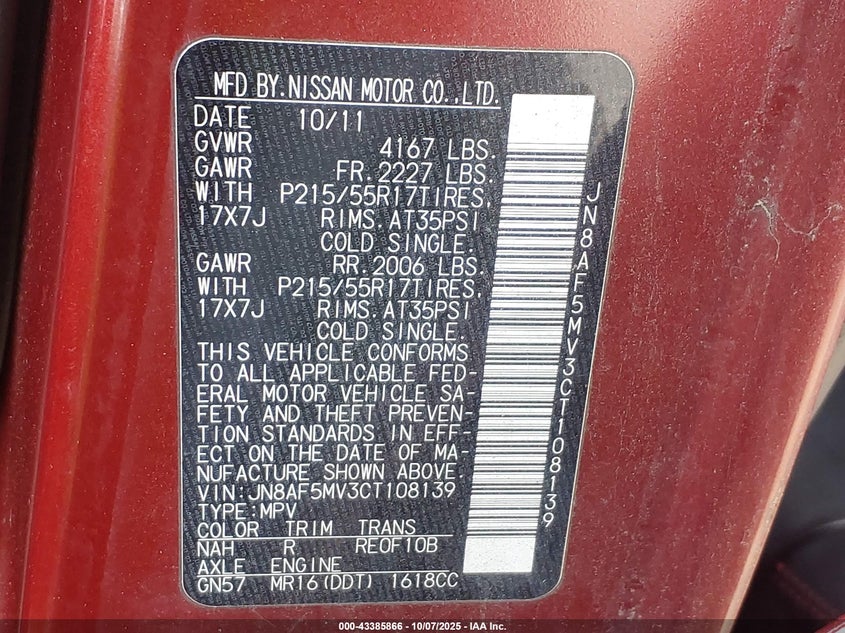 MFD BY.NISSAN MOTOR CO.,LTD.
DATE 10/11
GVWR 4167 LBS.
GAWR FR.2227 LBS.
WITH P215/55R17TIRES,
17X7J RIMS.AT35PSI
COLD SINGLE.
GAWR RR.2006 LBS.
WITH P215/55R17TIRES,
17X7J RIMS.AT35PSI
COLD SINGLE.
THIS VEHICLE CONFORMS
TO ALL APPLICABLE FED-
ERAL MOTOR VEHICLE SA-
FETY AND THEFT PREVEN-
TION STANDARDS IN EFF-
ECT ON THE DATE OF MA-
NUFACTURE SHOWN ABOVE
VIN:JN8AF5MV3CT108139
TYPE:MPV
COLOR TRIM TRANS
NAH R RE0F10B
AXLE ENGINE
GN57 MR16(DDT) 1618CC
JN8AF5MV3CT108139
000-43385866 - 10/07/2025 - IAA Inc.